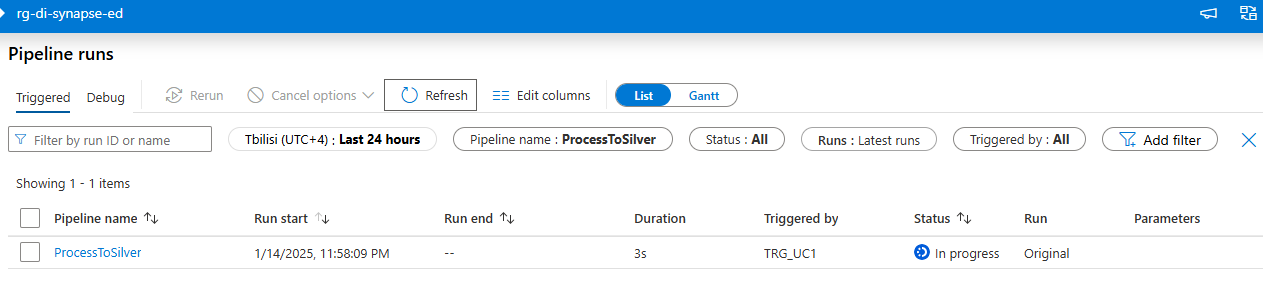 rg-di-synapse-ed
Pipeline runs
Triggered Debug Rerun Cancel options Refresh Edit columns List Gantt
Filter by run ID or name Tbilisi (UTC+4) : Last 24 hours Pipeline name : ProcessToSilver Status : All Runs : Latest runs Triggered by : All Add filter
Showing 1 - 1 items
Pipeline name Run start Run end Duration Triggered by Status Run Parameters
ProcessToSilver 1/14/2025, 11:58:09 PM -- 3s TRG_UC1 In progress Original